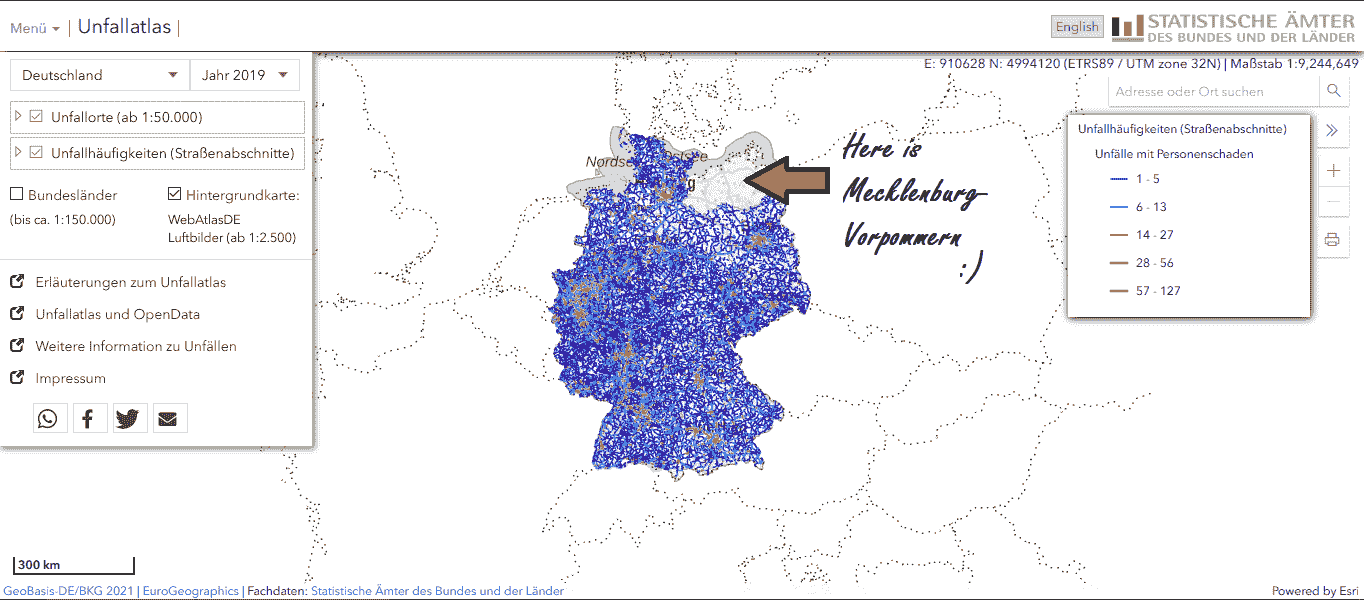 Menü | Unfallatlas |
English
STATISTISCHE ÄMTER
DES BUNDES UND DER LÄNDER
Deutschland
Jahr 2019
E: 910628 N: 4994120 (ETRS89 / UTM zone 32N) | Maßstab 1:9,244,649
Adresse oder Ort suchen
Unfallorte (ab 1:50.000)
Unfallhäufigkeiten (Straßenabschnitte)
Bundesländer
(bis ca. 1:150.000)
Hintergrundkarte:
WebAtlasDE
Luftbilder (ab 1:2.500)
Erläuterungen zum Unfallatlas
Unfallatlas und OpenData
Weitere Information zu Unfällen
Impressum
Here is
Mecklenburg
Vorpommern
:)
Unfallhäufigkeiten (Straßenabschnitte)
Unfälle mit Personenschaden
1 - 5
6 - 13
14 - 27
28 - 56
57 - 127
300 km
GeoBasis-DE/BKG 2021 | EuroGeographics | Fachdaten: Statistische Ämter des Bundes und der Länder
Powered by Esri